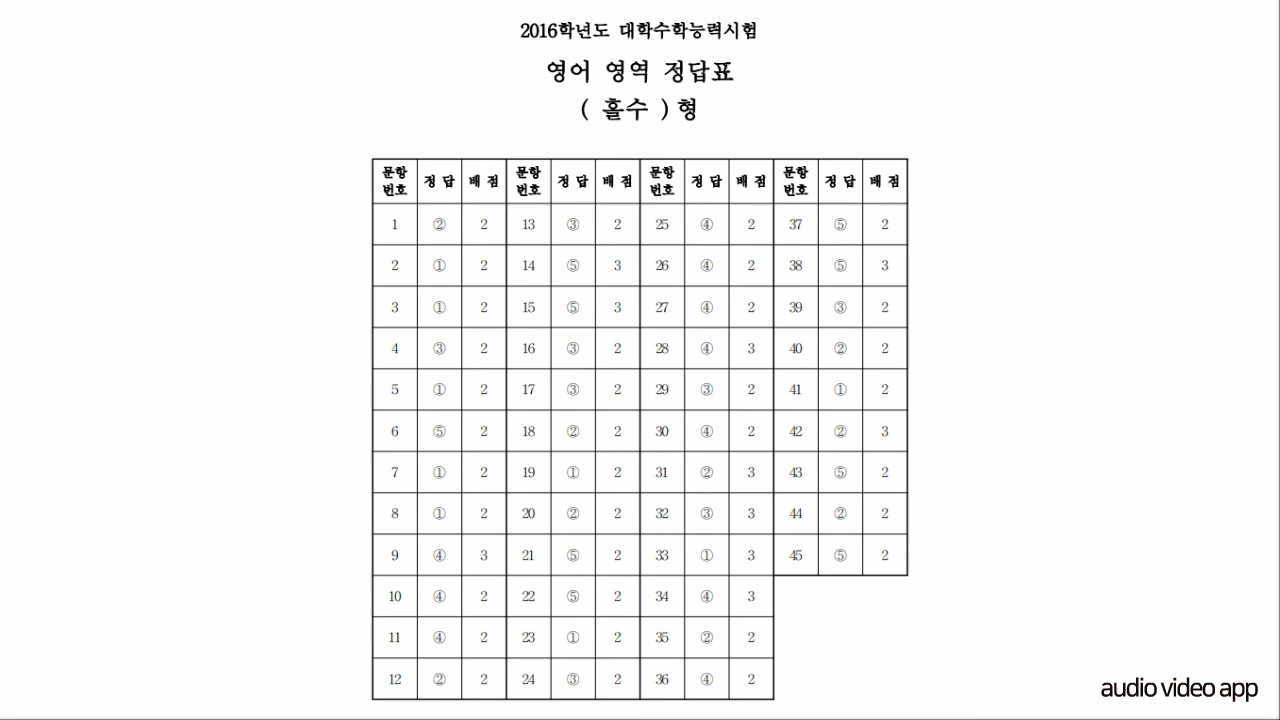 2016학년도 대학수학능력시험
영어 영역 정답표
( 홀수 ) 형
문항 번호 정 답 배 점 문항 번호 정 답 배 점 문항 번호 정 답 배 점 문항 번호 정 답 배 점
1 ② 2 13 ③ 2 25 ④ 2 37 ⑤ 2
2 ① 2 14 ⑤ 3 26 ④ 2 38 ⑤ 3
3 ① 2 15 ⑤ 3 27 ④ 2 39 ③ 2
4 ③ 2 16 ③ 2 28 ④ 3 40 ② 2
5 ① 2 17 ③ 2 29 ③ 2 41 ① 2
6 ⑤ 2 18 ② 2 30 ④ 2 42 ② 3
7 ① 2 19 ① 2 31 ② 3 43 ⑤ 2
8 ① 2 20 ② 2 32 ③ 3 44 ② 2
9 ④ 3 21 ⑤ 2 33 ① 3 45 ⑤ 2
10 ④ 2 22 ⑤ 2 34 ④ 3
11 ④ 2 23 ① 2 35 ② 2
12 ② 2 24 ③ 2 36 ④ 2
audio video app